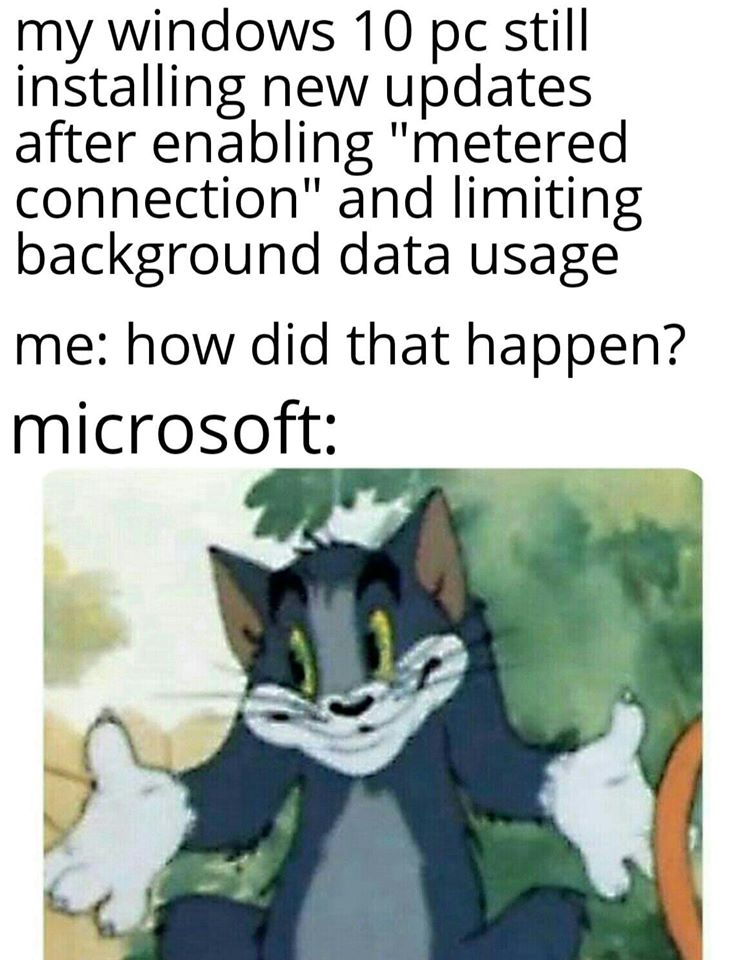 my windows 10 pc still
installing new updates
after enabling "metered
connection" and limiting
background data usage
me: how did that happen?
microsoft: